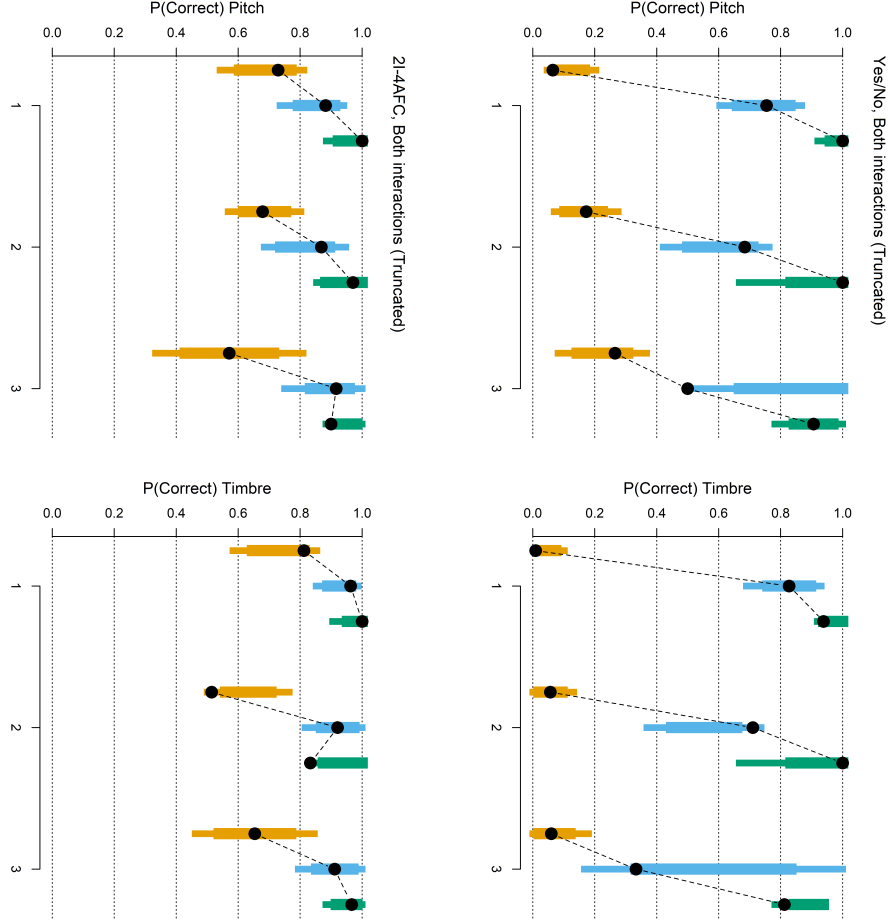 P(Correct) Pitch
0.0 0.2 0.4 0.6 0.8 1.0
1
2
3
2I-4AFC, Both interactions (Truncated)
P(Correct) Pitch
0.0 0.2 0.4 0.6 0.8 1.0
1
2
3
Yes/No, Both interactions (Truncated)
P(Correct) Timbre
0.0 0.2 0.4 0.6 0.8 1.0
1
2
3
P(Correct) Timbre
0.0 0.2 0.4 0.6 0.8 1.0
1
2
3